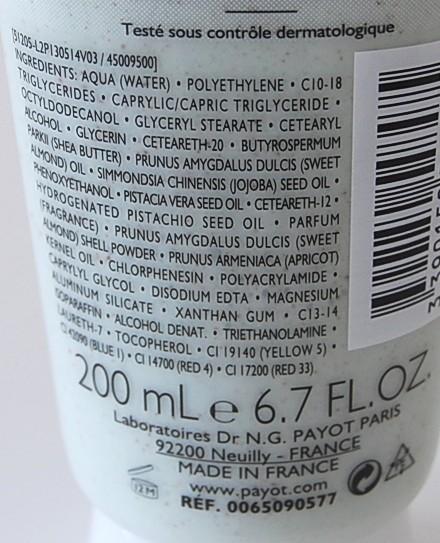 Testé sous contrôle dermatologique
[51205-L2P130514V03 / 45009500]
INGREDIENTS: AQUA (WATER) • POLYETHYLENE • C10-18
TRIGLYCERIDES • CAPRYLIC/CAPRIC TRIGLYCERIDE •
OCTYLDODECANOL • GLYCERYL STEARATE • CETEARYL
ALCOHOL • GLYCERIN • CETEARETH-20 • BUTYROSPERMUM
PARKII (SHEA BUTTER) • PRUNUS AMYGDALUS DULCIS (SWEET
ALMOND) OIL • SIMMONDSIA CHINENSIS (JOJOBA) SEED OIL •
PHENOXYETHANOL • PISTACIA VERA SEED OIL • CETEARETH-12 •
HYDROGENATED PISTACHIO SEED OIL • PARFUM
(FRAGRANCE) • PRUNUS AMYGDALUS DULCIS (SWEET
ALMOND) SHELL POWDER • PRUNUS ARMENIACA (APRICOT)
KERNEL OIL • CHLORPHENESIN • POLYACRYLAMIDE •
CAPRYLYL GLYCOL • DISODIUM EDTA • MAGNESIUM
ALUMINUM SILICATE • XANTHAN GUM • C13-14
ISOPARAFFIN • ALCOHOL DENAT. • TRIETHANOLAMINE •
LAURETH-7 • TOCOPHEROL • CI 19140 (YELLOW 5) •
CI 42090 (BLUE 1) • CI 14700 (RED 4) • CI 17200 (RED 33)
200 mL e 6.7 FL.OZ.
Laboratoires Dr N.G. PAYOT PARIS
92200 Neuilly - FRANCE
MADE IN FRANCE
12M
www.payot.com
RÉF. 0065090577